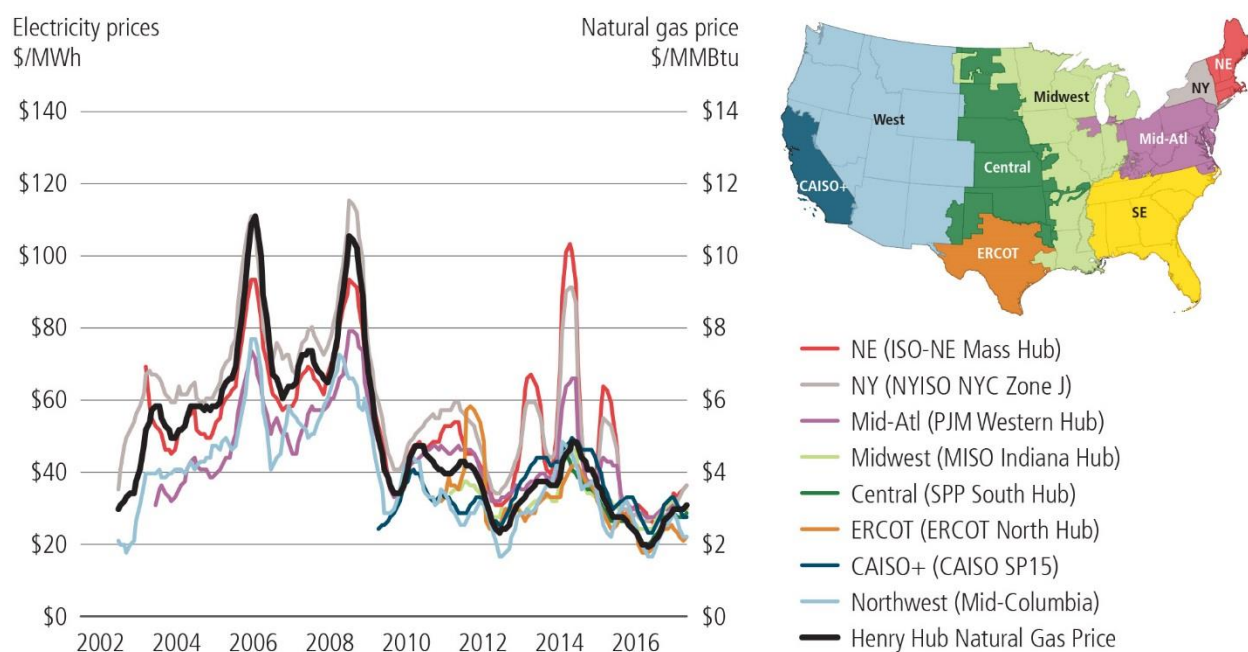 Electricity prices
$/MWh
Natural gas price
$/MMBtu
$140
$120
$100
$80
$60
$40
$20
$0
$14
$12
$10
$8
$6
$4
$2
$0
2002 2004 2006 2008 2010 2012 2014 2016
West
CAISO+
Central
ERCOT
Midwest
SE
Mid-Atl
NY
NE
NE (ISO-NE Mass Hub)
NY (NYISO NYC Zone J)
Mid-Atl (PJM Western Hub)
Midwest (MISO Indiana Hub)
Central (SPP South Hub)
ERCOT (ERCOT North Hub)
CAISO+ (CAISO SP15)
Northwest (Mid-Columbia)
Henry Hub Natural Gas Price